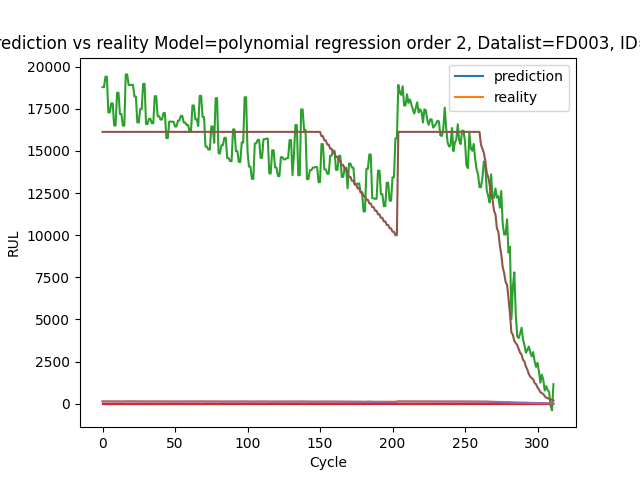 rediction vs reality Model=polynomial regression order 2, Datalist=FD003, ID=
20000
17500
15000
12500
10000
7500
5000
2500
0
RUL
prediction
reality
0 50 100 150 200 250 300
Cycle